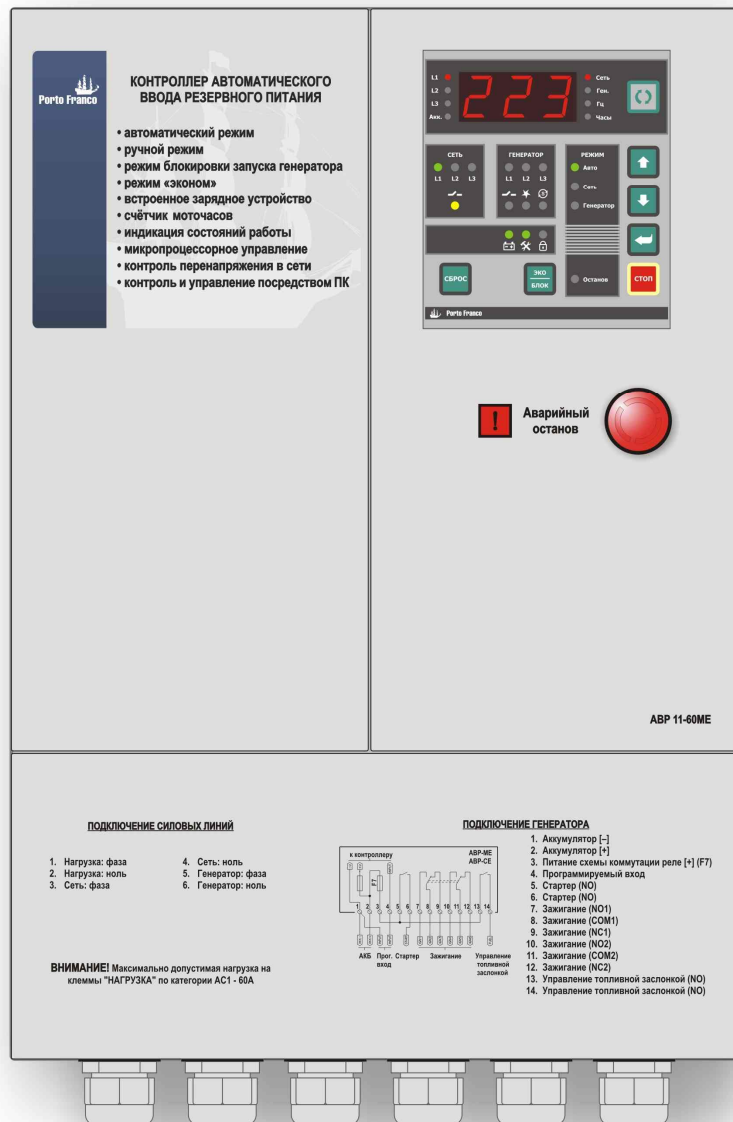 Porto Franco
КОНТРОЛЛЕР АВТОМАТИЧЕСКОГО
ВВОДА РЕЗЕРВНОГО ПИТАНИЯ
• автоматический режим
• ручной режим
• режим блокировки запуска генератора
• режим «эконом»
• встроенное зарядное устройство
• счётчик моточасов
• индикация состояний работы
• микропроцессорное управление
• контроль перенапряжения в сети
• контроль и управление посредством ПК
L1
L2
L3
Акк.
223
Сеть
Ген.
Гц
Часы
СЕТЬ
L1 L2 L3
ГЕНЕРАТОР
L1 L2 L3
РЕЖИМ
Авто
Сеть
Генератор
СБРОС
ЭКО
БЛОК
Останов
СТОП
Porto Franco
!
Аварийный
останов
АВР 11-60МЕ
ПОДКЛЮЧЕНИЕ СИЛОВЫХ ЛИНИЙ
1. Нагрузка: фаза
2. Нагрузка: ноль
3. Сеть: фаза
4. Сеть: ноль
5. Генератор: фаза
6. Генератор: ноль
ВНИМАНИЕ! Максимально допустимая нагрузка на
клеммы "НАГРУЗКА" по категории АС1 - 60А
ПОДКЛЮЧЕНИЕ ГЕНЕРАТОРА
к контроллеру
АВР-МЕ
АВР-СЕ
F7
1 2 3 4 5 6 7 8 9 10 11 12 13 14
АКБ
Прог.
вход
Стартер
Зажигание
Управление
топливной
заслонкой
1. Аккумулятор [–]
2. Аккумулятор [+]
3. Питание схемы коммутации реле [+] (F7)
4. Программируемый вход
5. Стартер (NO)
6. Стартер (NO)
7. Зажигание (NO1)
8. Зажигание (COM1)
9. Зажигание (NC1)
10. Зажигание (NO2)
11. Зажигание (COM2)
12. Зажигание (NC2)
13. Управление топливной заслонкой (NO)
14. Управление топливной заслонкой (NO)